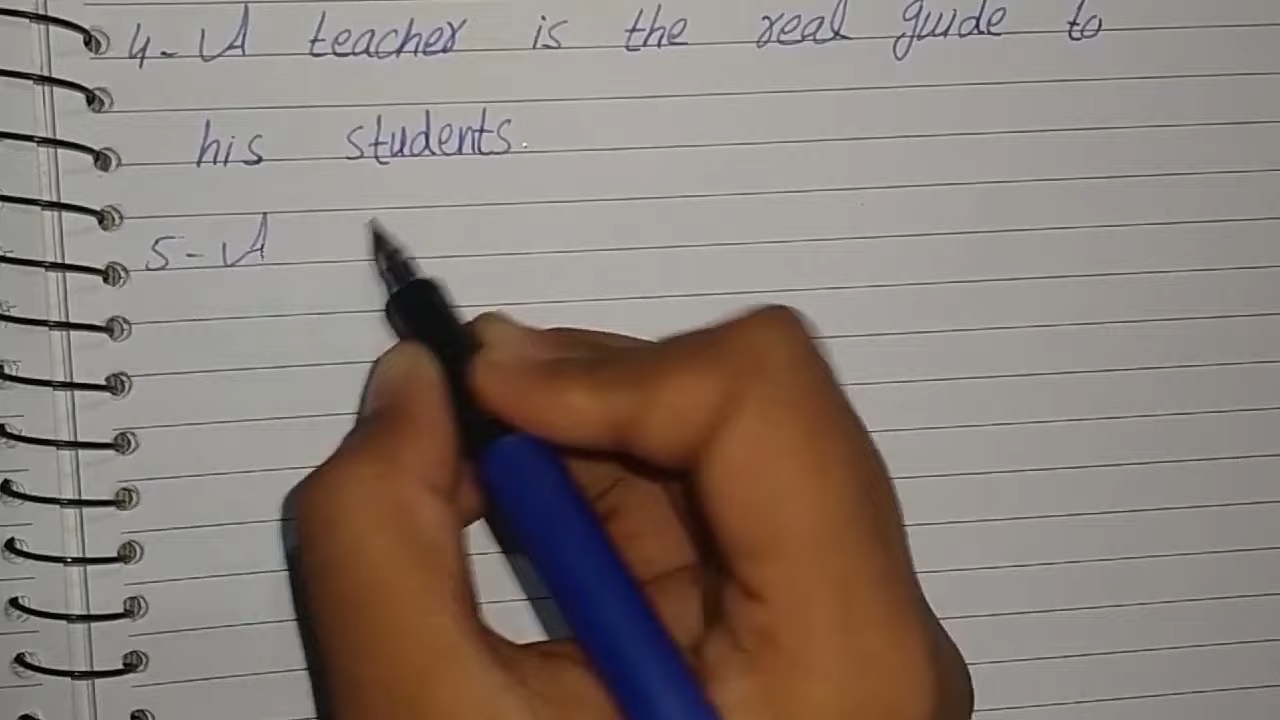 4- A teacher is the real guide to
his students.
5- A